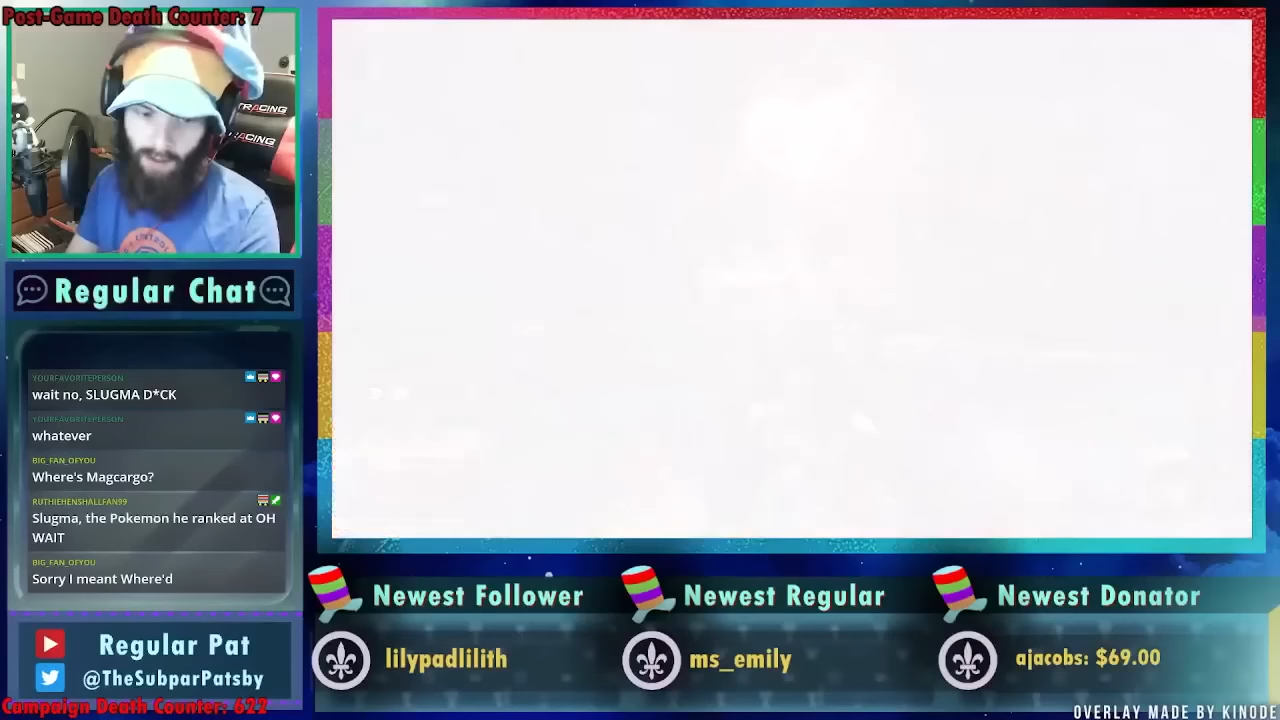 Post-Game Death Counter: 7
TRACING
RACING
Regular Chat
YOURFAVORITEPERSON
wait no, SLUGMA D*CK
YOURFAVORITEPERSON
whatever
BIG_FAN_OFYOU
Where's Magcargo?
RUTHIEHENSHALLFAN99
Slugma, the Pokemon he ranked at OH
WAIT
BIG_FAN_OFYOU
Sorry I meant Where'd
Regular Pat
@TheSubparPatsby
Campaign Death Counter: 622
Newest Follower
lilypadlilith
Newest Regular
ms_emily
Newest Donator
ajacobs: $69.00
OVERLAY MADE BY KINODE